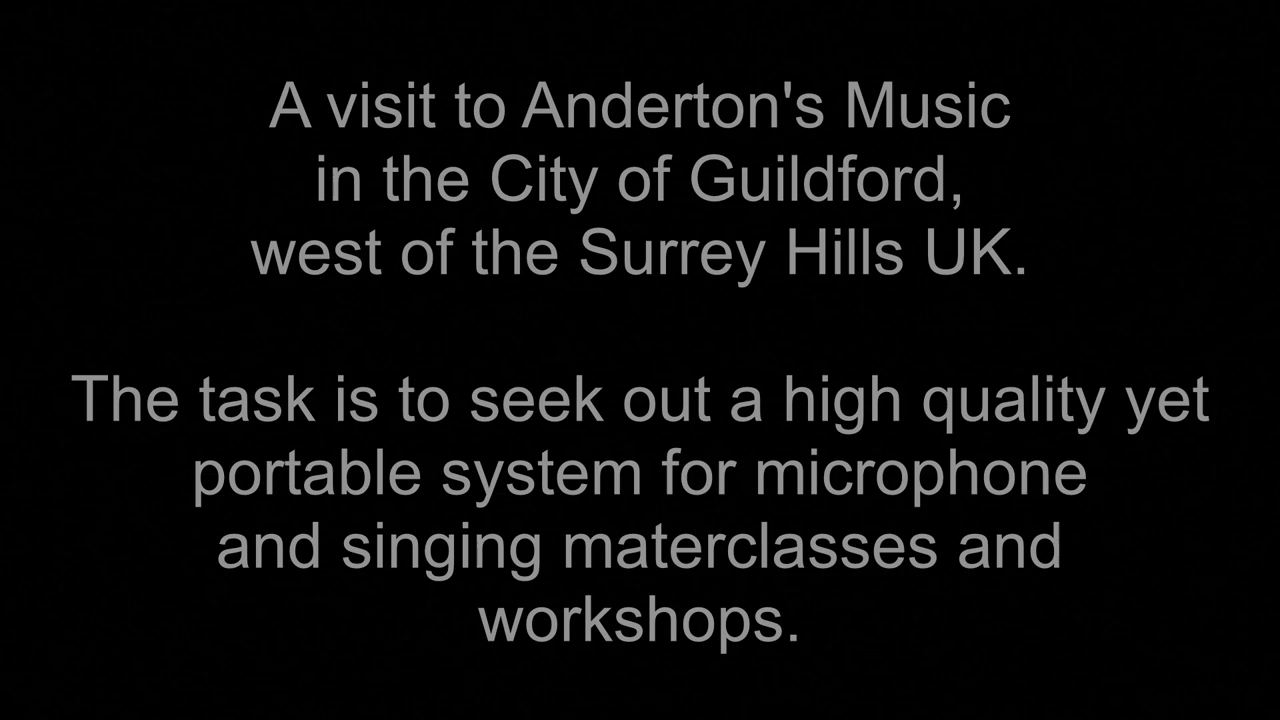 A visit to Anderton's Music
in the City of Guildford,
west of the Surrey Hills UK.
The task is to seek out a high quality yet
portable system for microphone
and singing materclasses and
workshops.